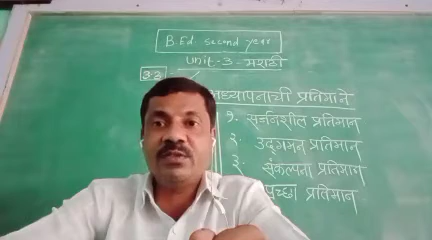 B.Ed second year
Unit-3-मराठी
3.3
अध्यापनाची प्रतिमाने
१. सर्जनशील प्रतिमान
२. उद्गमन प्रतिमान
३. संकल्पना प्रतिमान
पृच्छा प्रतिमान